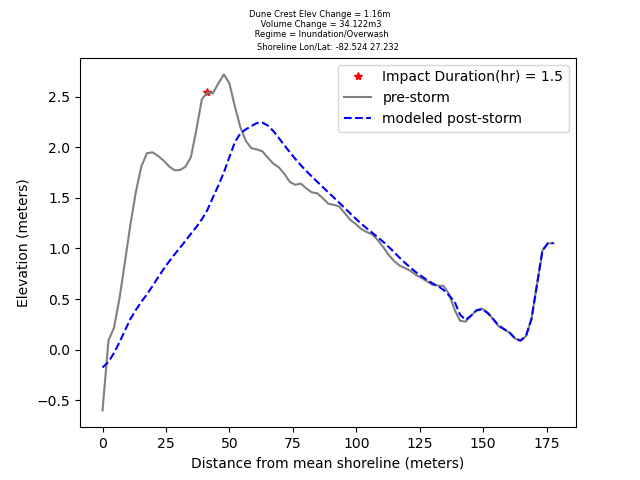 Dune Crest Elev Change = 1.16m
Volume Change = 34.122m3
Regime = Inundation/Overwash
Shoreline Lon/Lat: -82.524 27.232
Impact Duration(hr) = 1.5
pre-storm
modeled post-storm
Elevation (meters)
2.5
2.0
1.5
1.0
0.5
0.0
−0.5
0 25 50 75 100 125 150 175
Distance from mean shoreline (meters)